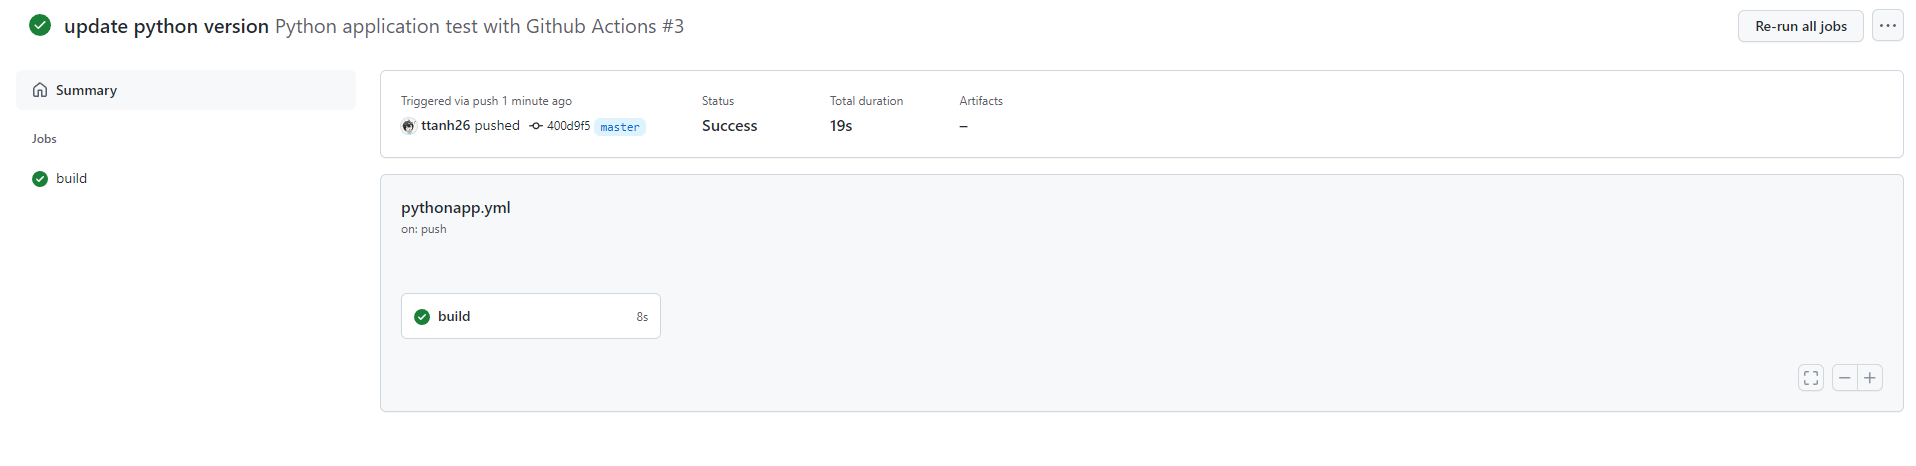 update python version Python application test with Github Actions #3
Re-run all jobs
Summary
Jobs
build
Triggered via push 1 minute ago
ttanh26 pushed 400d9f5 master
Status
Success
Total duration
19s
Artifacts
–
pythonapp.yml
on: push
build 8s